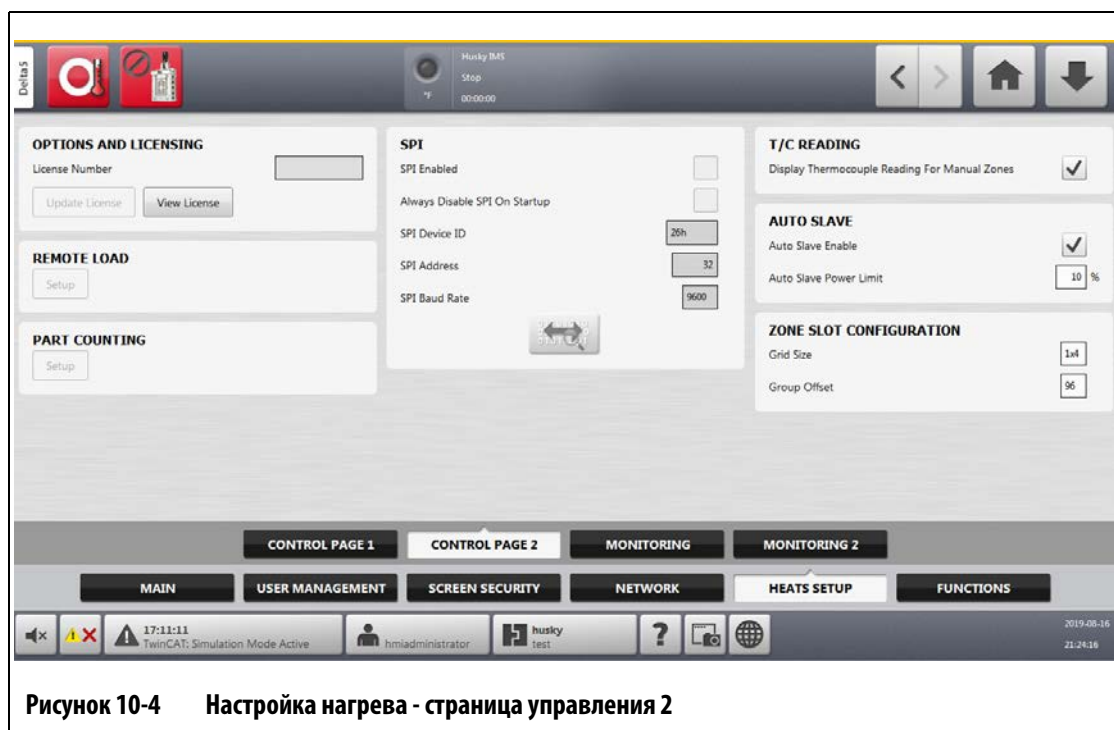 Delta5
Husky IMS
Stop
°F 00:00:00
OPTIONS AND LICENSING
License Number
Update License View License
REMOTE LOAD
Setup
PART COUNTING
Setup
SPI
SPI Enabled
Always Disable SPI On Startup
SPI Device ID 26h
SPI Address 32
SPI Baud Rate 9600
T/C READING
Display Thermocouple Reading For Manual Zones
AUTO SLAVE
Auto Slave Enable
Auto Slave Power Limit 10 %
ZONE SLOT CONFIGURATION
Grid Size 1x4
Group Offset 96
CONTROL PAGE 1 CONTROL PAGE 2 MONITORING MONITORING 2
MAIN USER MANAGEMENT SCREEN SECURITY NETWORK HEATS SETUP FUNCTIONS
17:11:11
TwinCAT: Simulation Mode Active
hmiadministrator
husky
test
?
2019-08-16
21:24:16
Рисунок 10-4 Настройка нагрева - страница управления 2